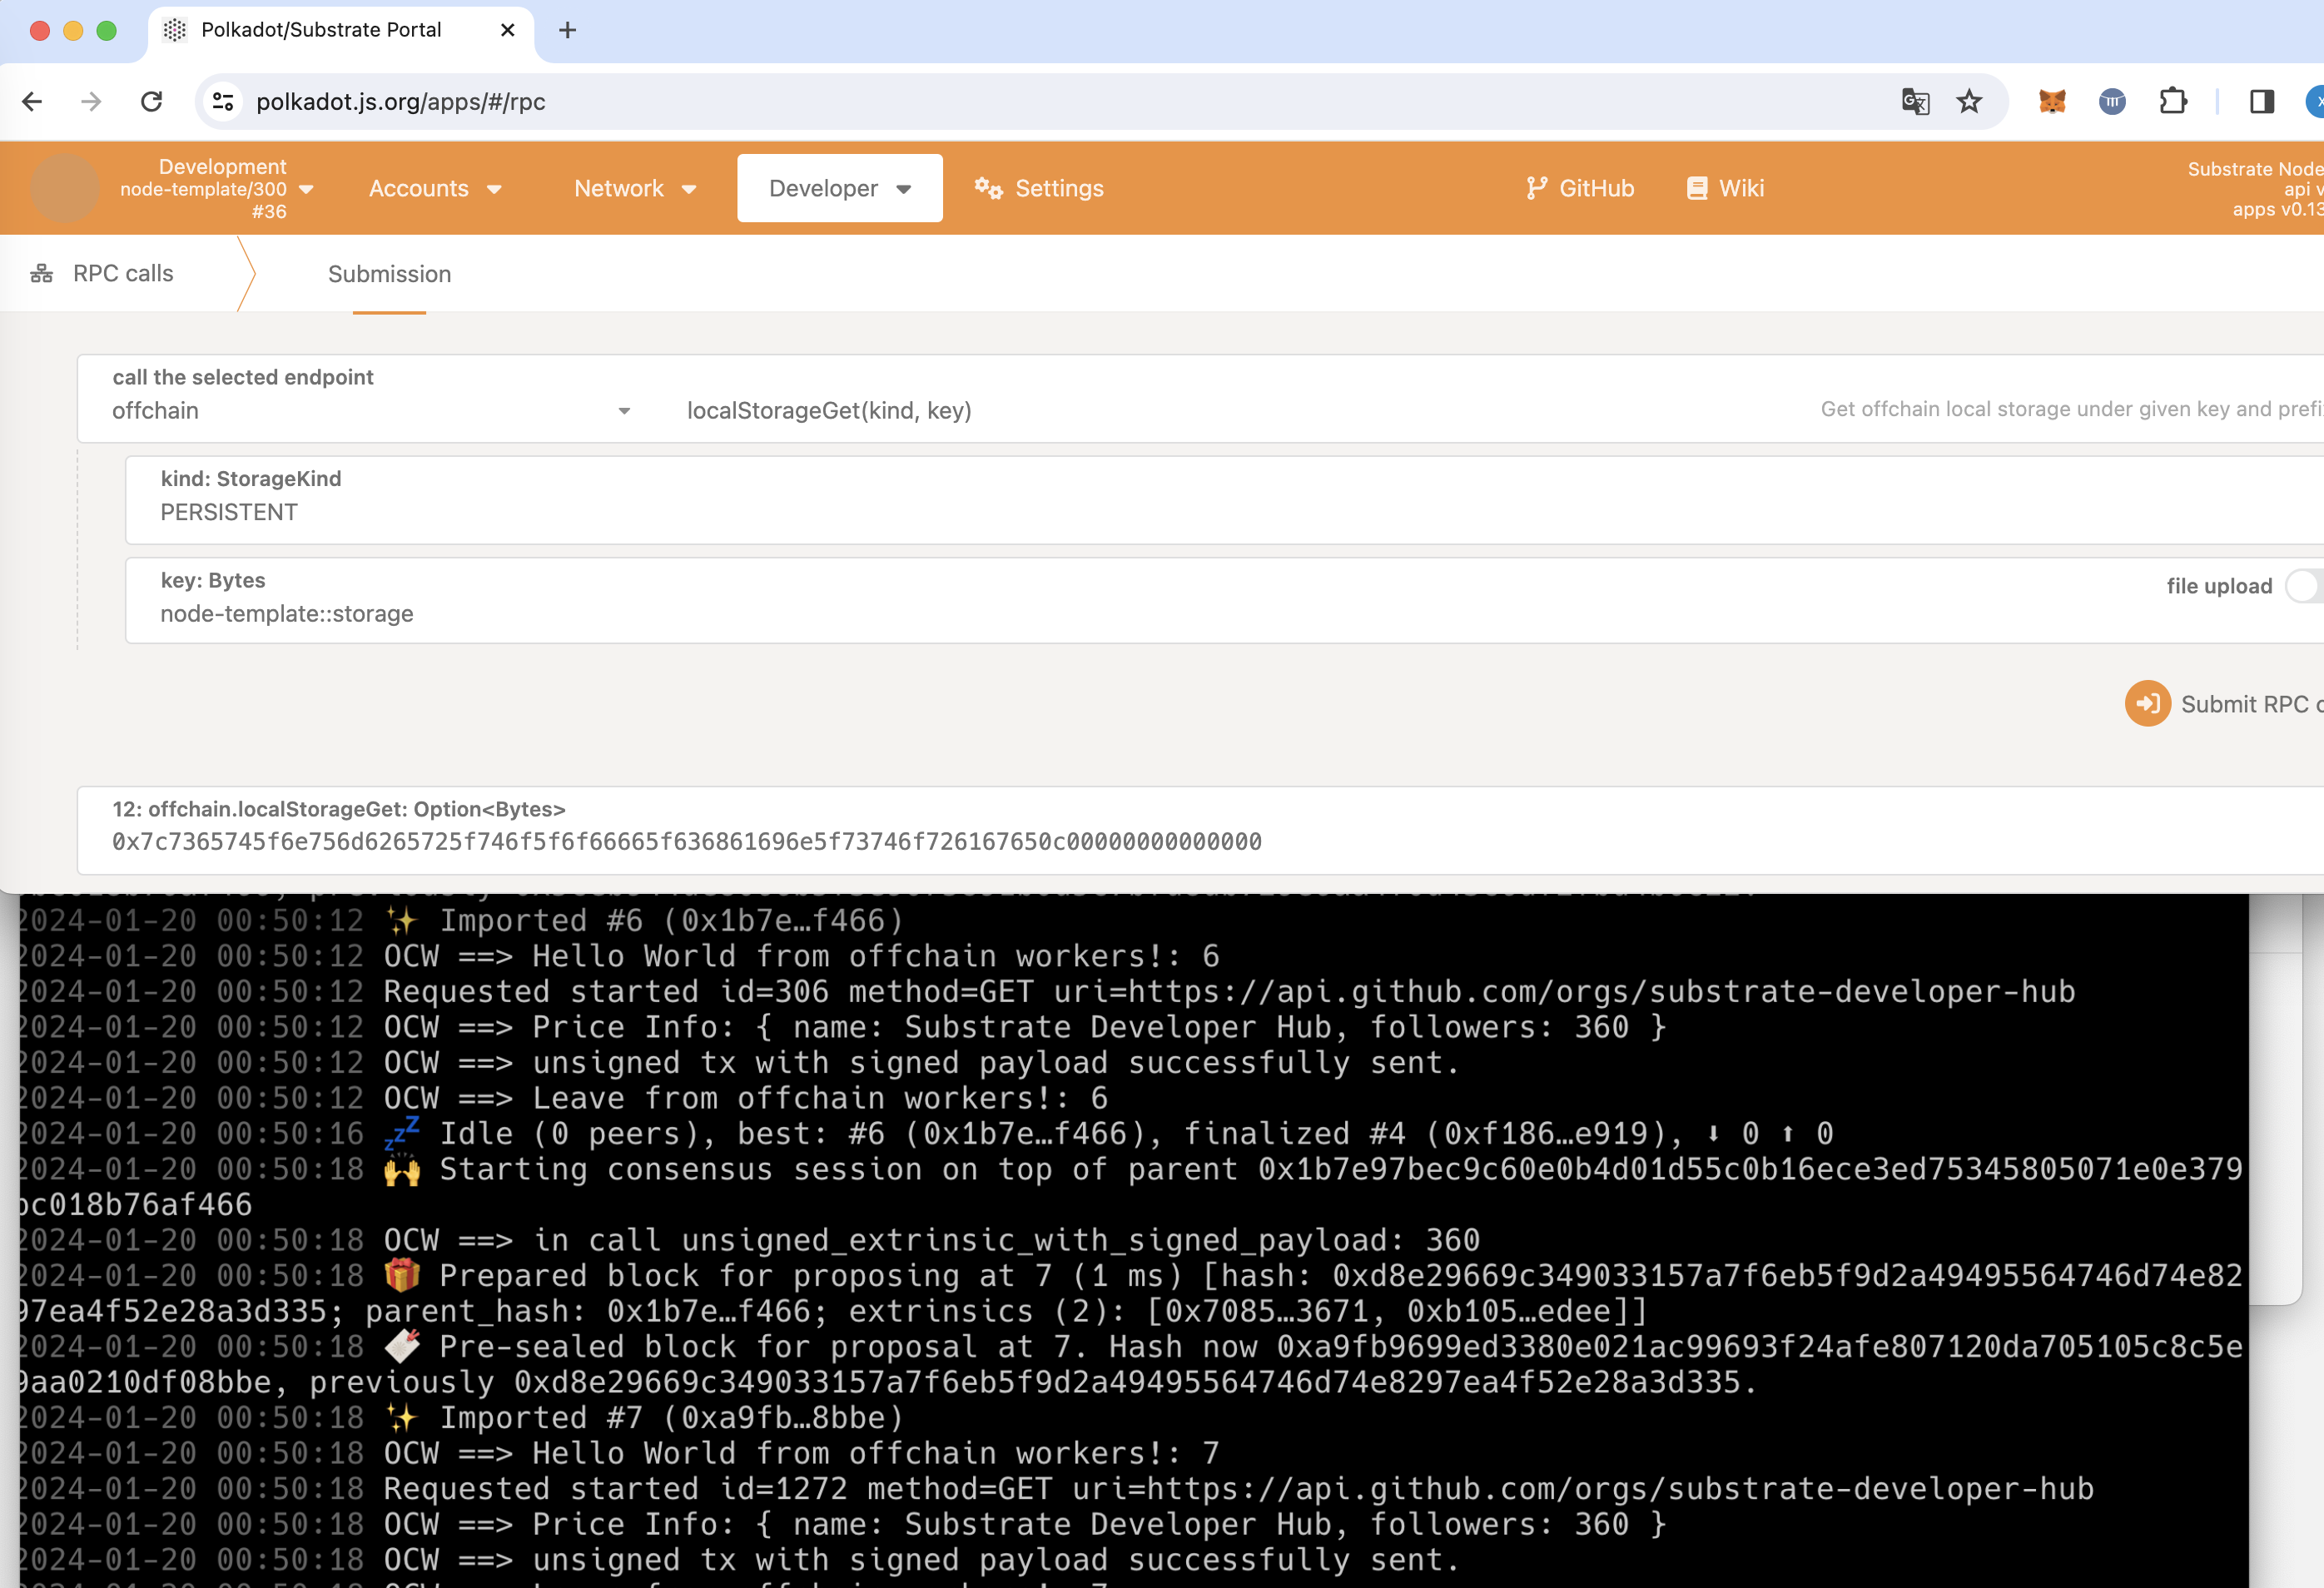 Polkadot/Substrate Portal
polkadot.js.org/apps/#/rpc
Development
node-template/300
#36
Accounts
Network
Developer
Settings
GitHub
Wiki
Substrate Node
api v
apps v0.13
RPC calls
Submission
call the selected endpoint
offchain
localStorageGet(kind, key)
Get offchain local storage under given key and prefi
kind: StorageKind
PERSISTENT
key: Bytes
node-template::storage
file upload
Submit RPC c
12: offchain.localStorageGet: Option<Bytes>
0x7c7365745f6e756d6265725f746f5f6f66665f636861696e5f73746f726167650c00000000000000
2024-01-20 00:50:12 ✨ Imported #6 (0x1b7e…f466)
2024-01-20 00:50:12 OCW ==> Hello World from offchain workers!: 6
2024-01-20 00:50:12 Requested started id=306 method=GET uri=https://api.github.com/orgs/substrate-developer-hub
2024-01-20 00:50:12 OCW ==> Price Info: { name: Substrate Developer Hub, followers: 360 }
2024-01-20 00:50:12 OCW ==> unsigned tx with signed payload successfully sent.
2024-01-20 00:50:12 OCW ==> Leave from offchain workers!: 6
2024-01-20 00:50:16 💤 Idle (0 peers), best: #6 (0x1b7e…f466), finalized #4 (0xf186…e919), ⬇ 0 ⬆ 0
2024-01-20 00:50:18 🙌 Starting consensus session on top of parent 0x1b7e97bec9c60e0b4d01d55c0b16ece3ed75345805071e0e379
bc018b76af466
2024-01-20 00:50:18 OCW ==> in call unsigned_extrinsic_with_signed_payload: 360
2024-01-20 00:50:18 🎁 Prepared block for proposing at 7 (1 ms) [hash: 0xd8e29669c349033157a7f6eb5f9d2a49495564746d74e82
97ea4f52e28a3d335; parent_hash: 0x1b7e…f466; extrinsics (2): [0x7085…3671, 0xb105…edee]]
2024-01-20 00:50:18 🔖 Pre-sealed block for proposal at 7. Hash now 0xa9fb9699ed3380e021ac99693f24afe807120da705105c8c5e
9aa0210df08bbe, previously 0xd8e29669c349033157a7f6eb5f9d2a49495564746d74e8297ea4f52e28a3d335.
2024-01-20 00:50:18 ✨ Imported #7 (0xa9fb…8bbe)
2024-01-20 00:50:18 OCW ==> Hello World from offchain workers!: 7
2024-01-20 00:50:18 Requested started id=1272 method=GET uri=https://api.github.com/orgs/substrate-developer-hub
2024-01-20 00:50:18 OCW ==> Price Info: { name: Substrate Developer Hub, followers: 360 }
2024-01-20 00:50:18 OCW ==> unsigned tx with signed payload successfully sent.